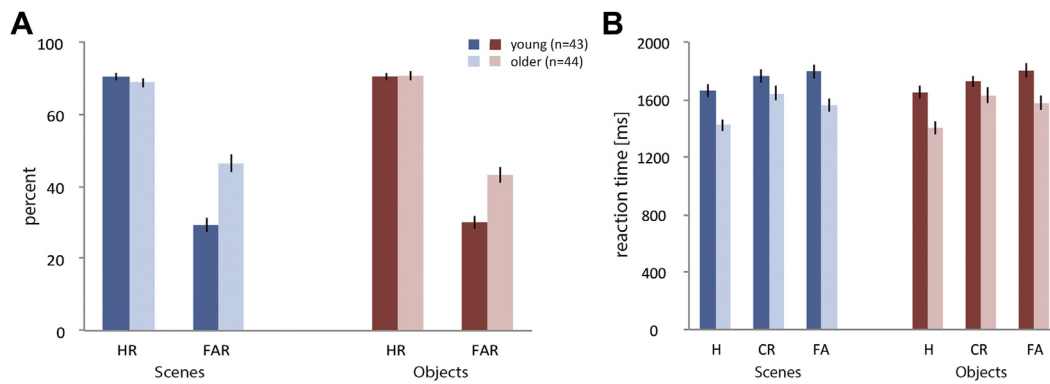 A
100
60
40
20
0
percent
young (n=43)
older (n=44)
HR FAR HR FAR
Scenes Objects
B
2000
1600
1200
800
400
0
reaction time [ms]
H CR FA H CR FA
Scenes Objects